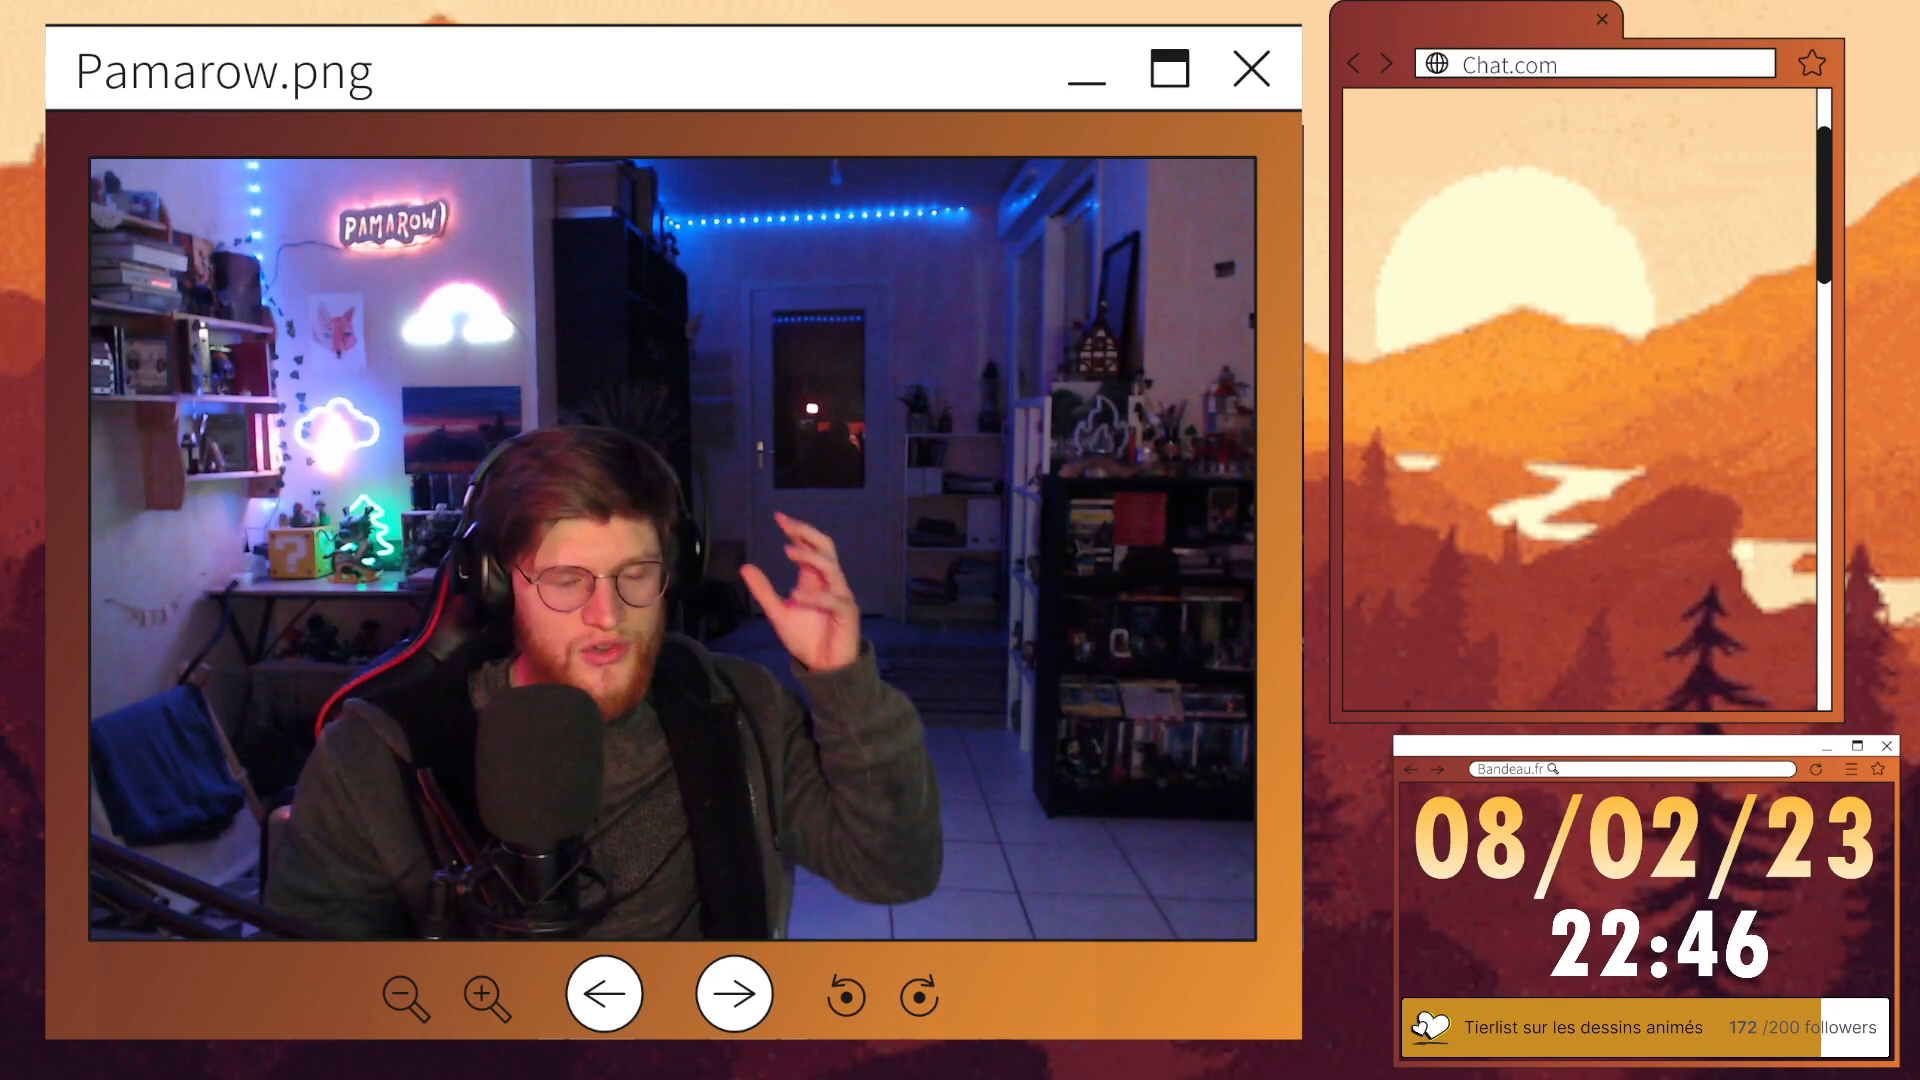 Pamarow.png
PAMAROW
Chat.com
Bandeau.fr
08/02/23
22:46
Tierlist sur les dessins animés 172 /200 followers